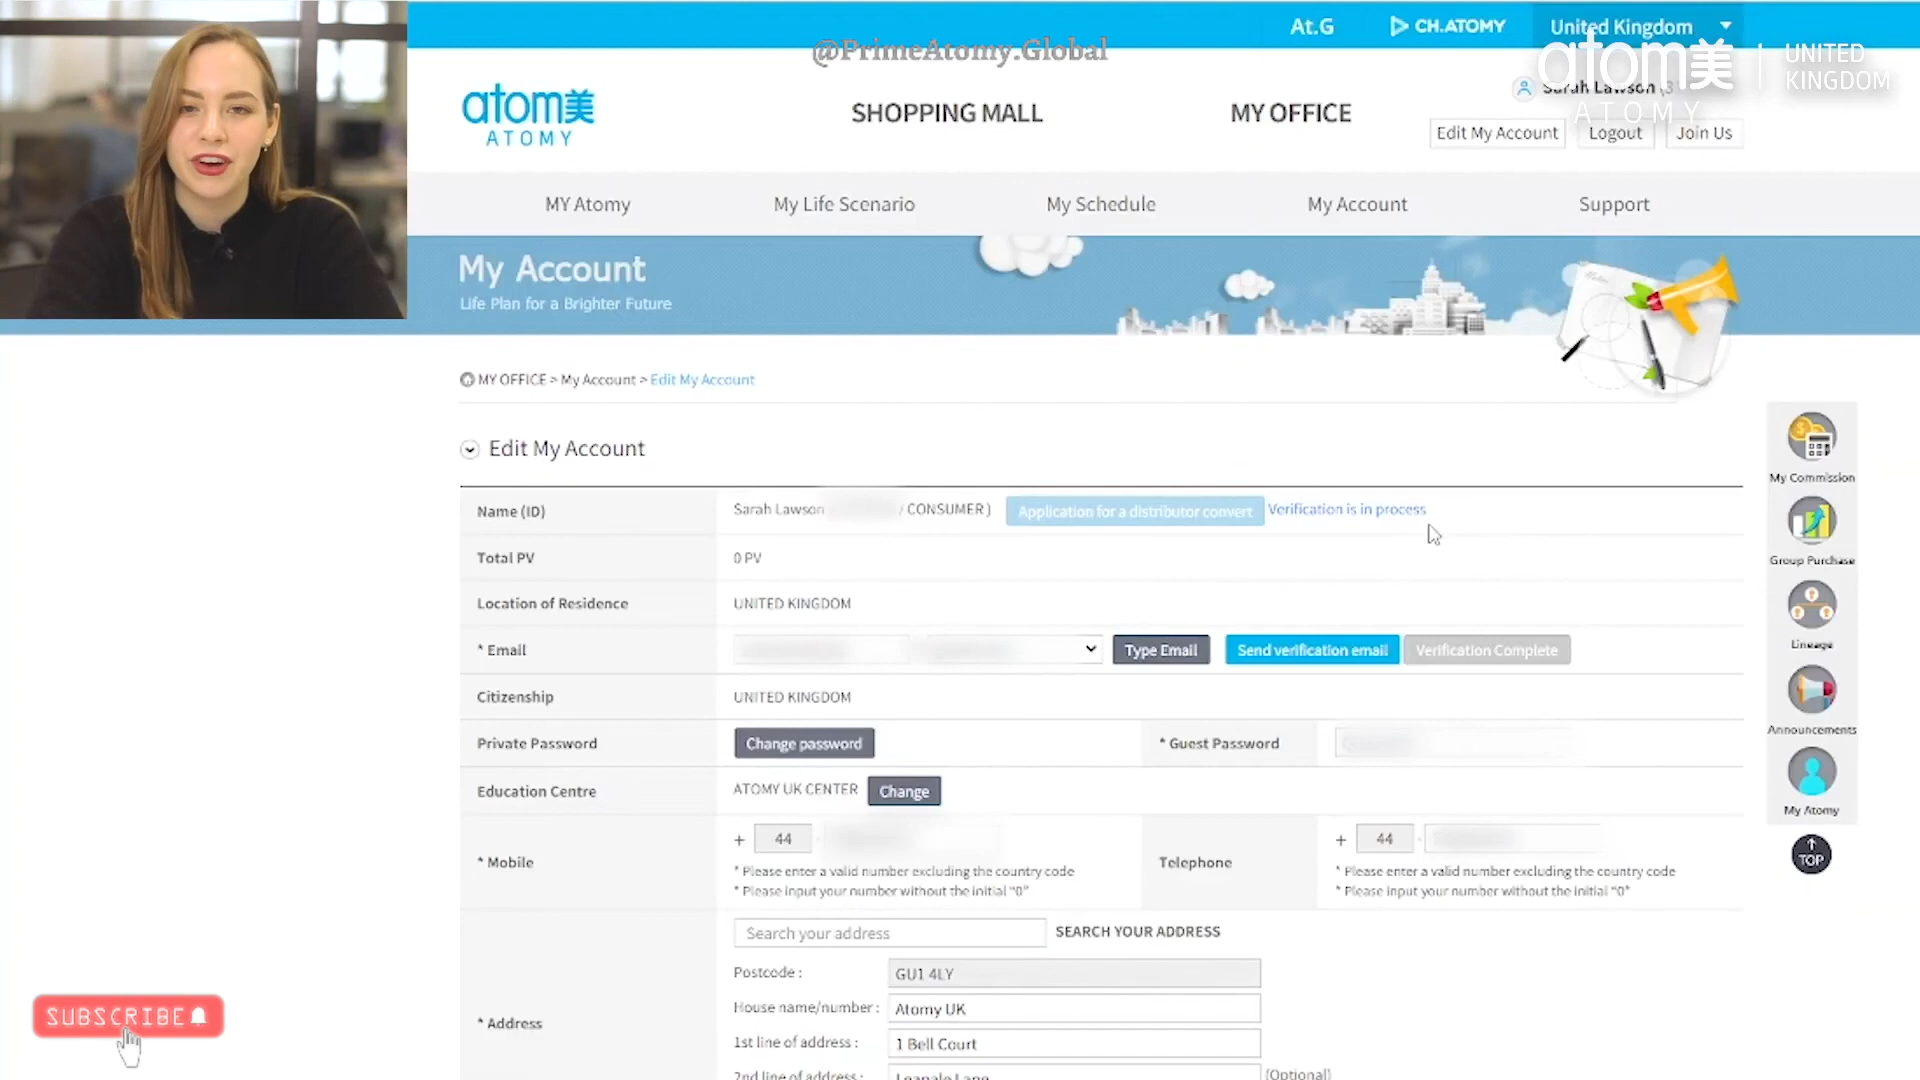 At.G
CH.ATOMY
United Kingdom
@PrimeAtomy.Global
atom美
ATOMY
UNITED
KINGDOM
atom美
ATOMY
SHOPPING MALL
MY OFFICE
Sarah Lawson
Edit My Account
Logout
Join Us
MY Atomy
My Life Scenario
My Schedule
My Account
Support
My Account
Life Plan for a Brighter Future
MY OFFICE > My Account > Edit My Account
Edit My Account
Name (ID)
Sarah Lawson / CONSUMER )
Application for a distributor convert
Verification is in process
Total PV
0 PV
Location of Residence
UNITED KINGDOM
* Email
Type Email
Send verification email
Verification Complete
Citizenship
UNITED KINGDOM
Private Password
Change password
* Guest Password
Education Centre
ATOMY UK CENTER
Change
* Mobile
+ 44 -
* Please enter a valid number excluding the country code
* Please input your number without the initial "0"
Telephone
+ 44 -
* Please enter a valid number excluding the country code
* Please input your number without the initial "0"
* Address
Search your address
SEARCH YOUR ADDRESS
Postcode :
GU1 4LY
House name/number :
Atomy UK
1st line of address :
1 Bell Court
2nd line of address :
Leapale Lane
(Optional)
My Commission
Group Purchase
Lineage
Announcements
My Atomy
TOP
SUBSCRIBE